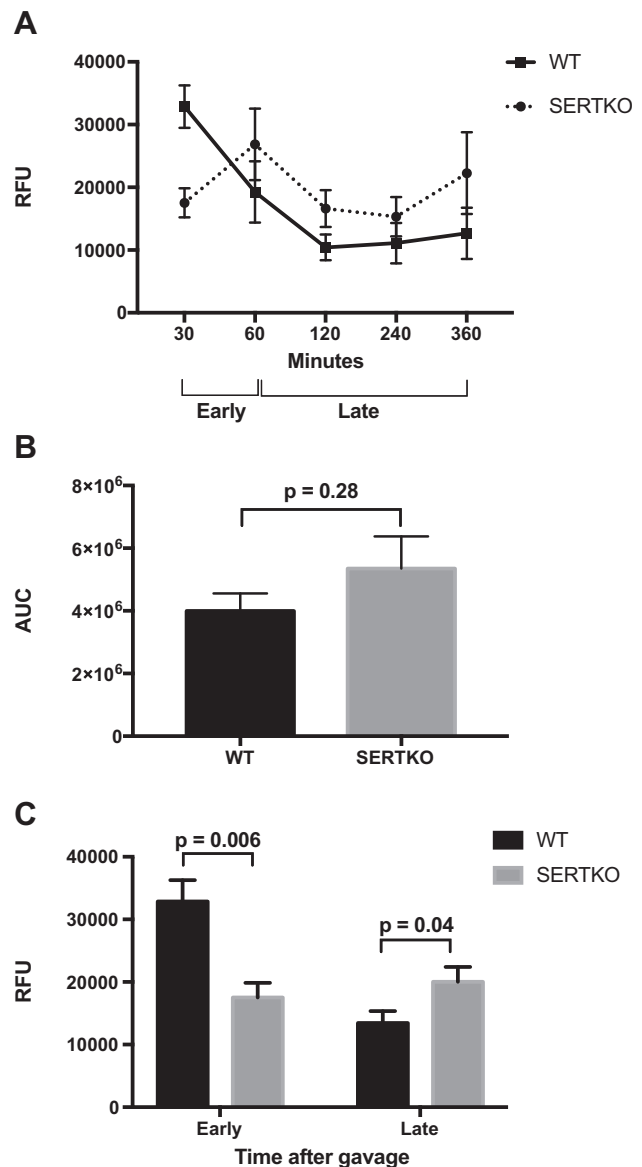 A
40000
30000
20000
10000
0
RFU
30 60 120 240 360
Minutes
Early Late
WT
SERTKO
B
8×10⁶
6×10⁶
4×10⁶
2×10⁶
0
AUC
p = 0.28
WT SERTKO
C
40000
30000
20000
10000
0
RFU
p = 0.006
p = 0.04
WT
SERTKO
Early Late
Time after gavage